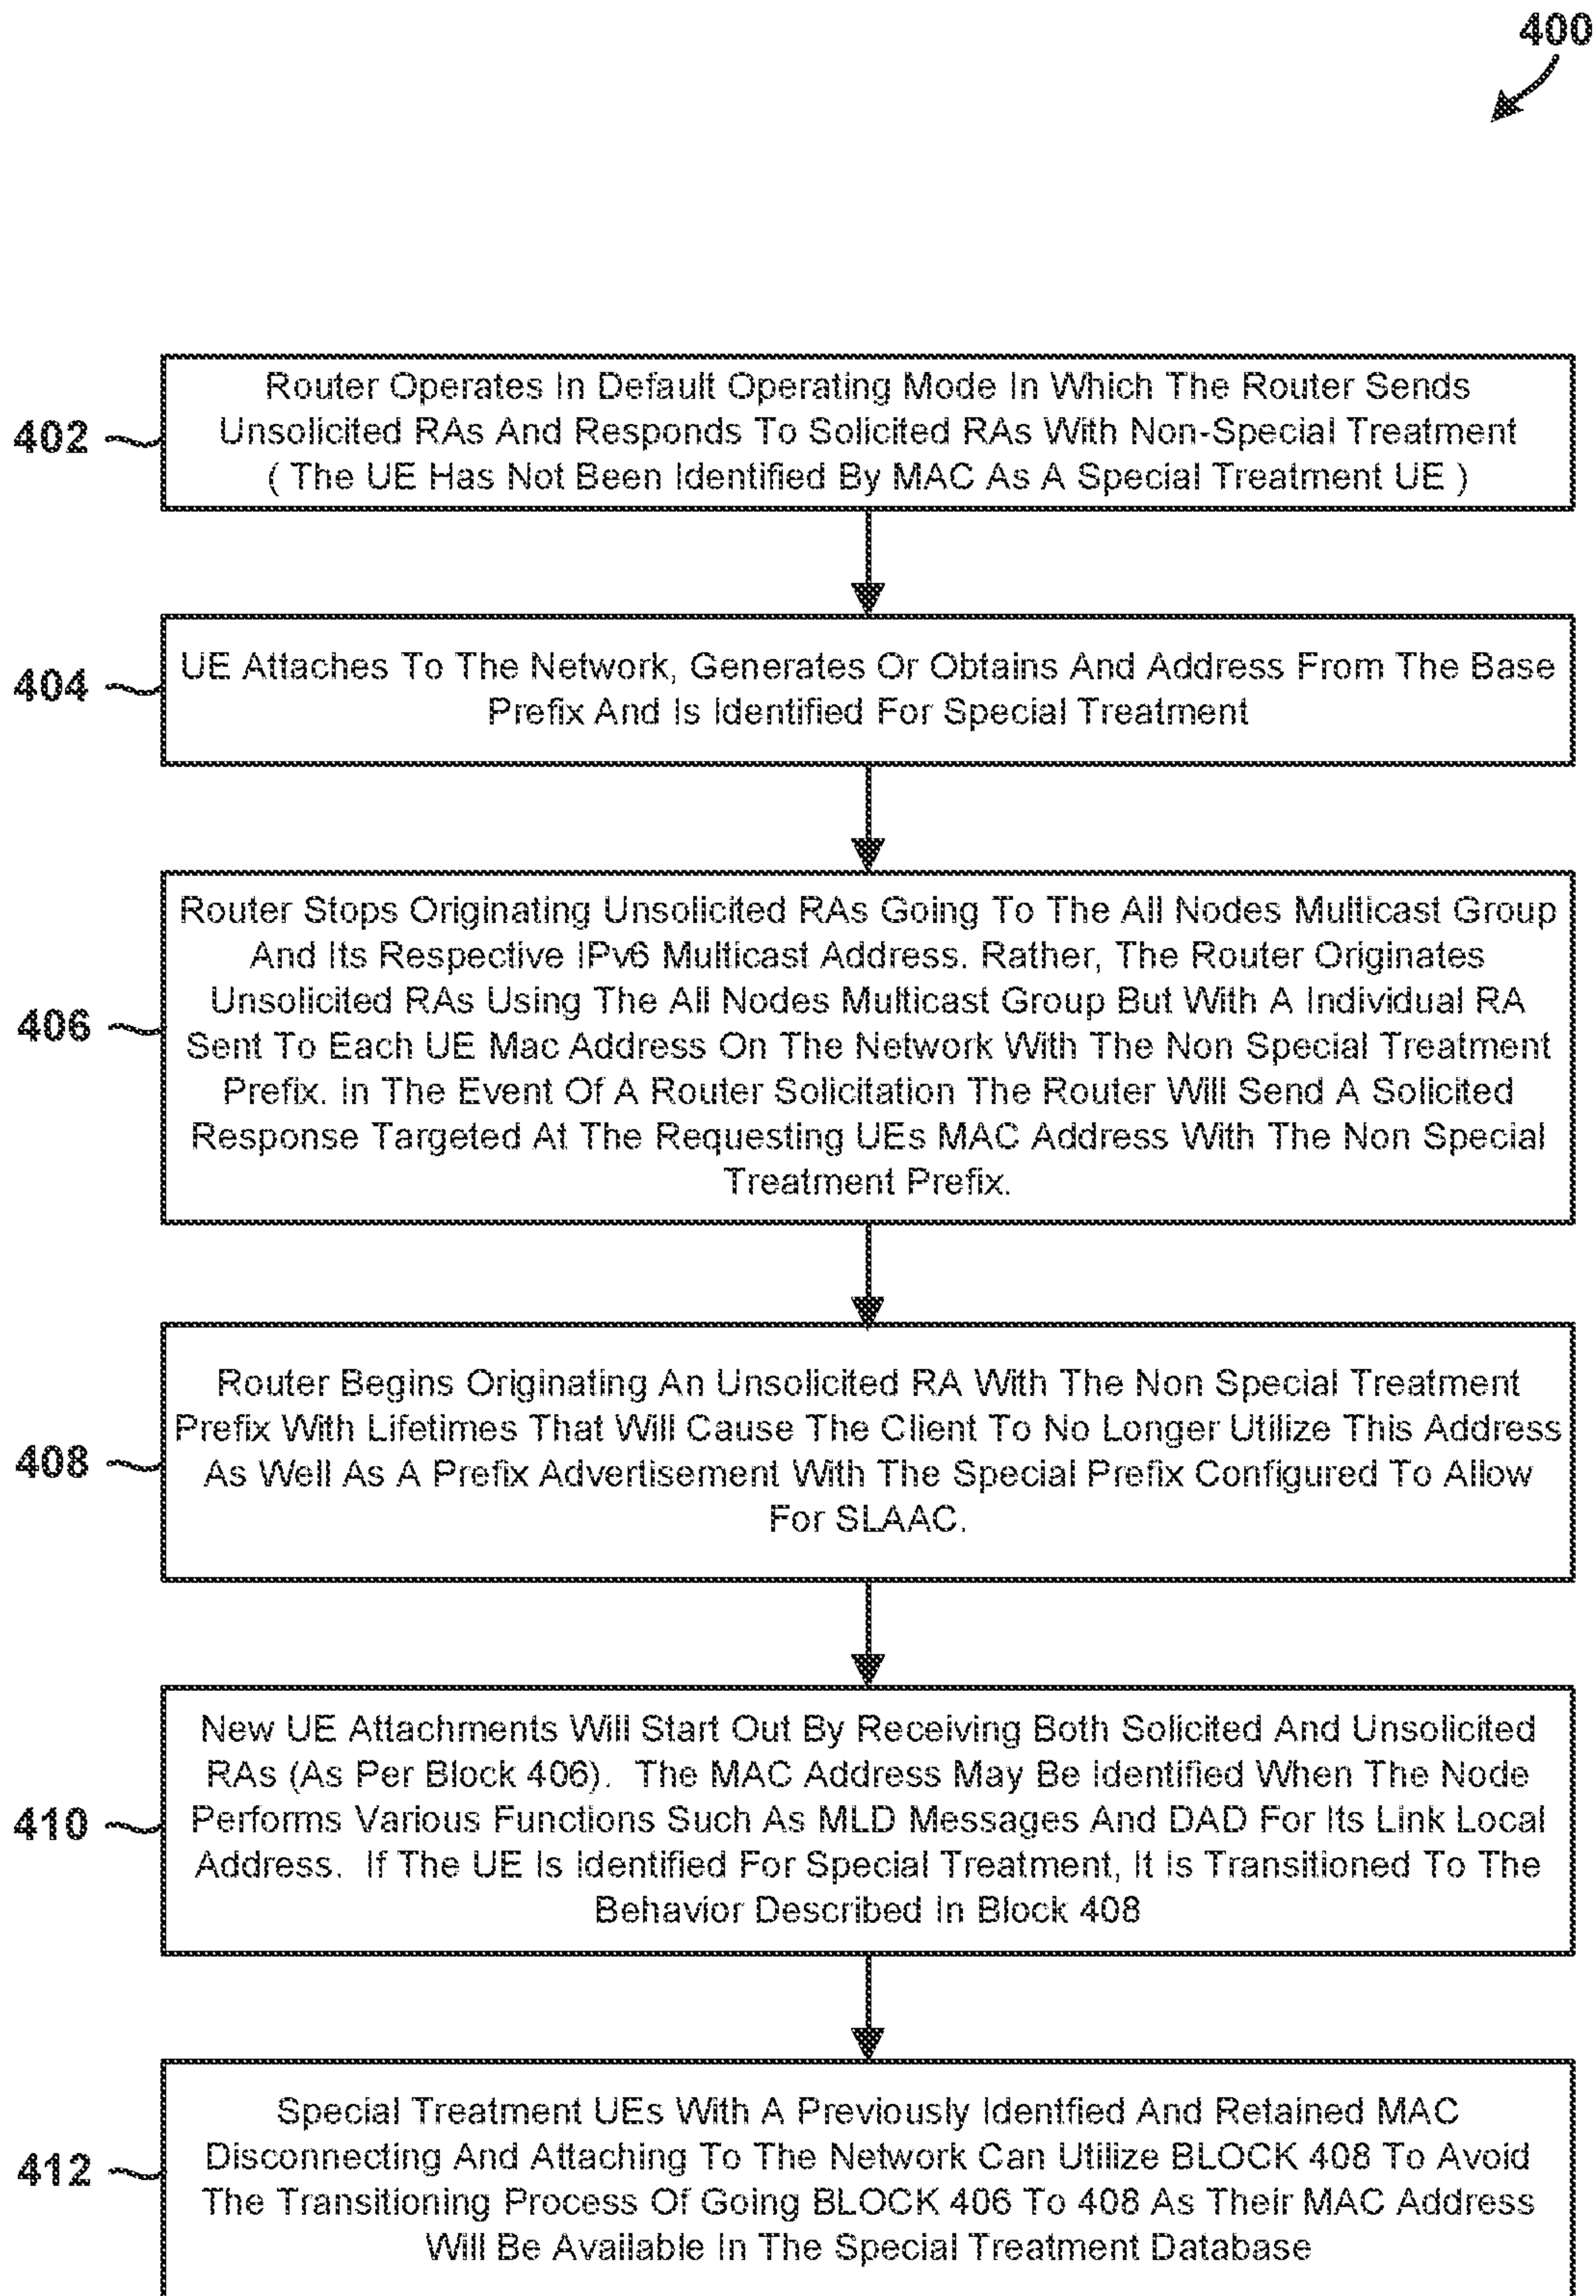 400
402
Router Operates In Default Operating Mode In Which The Router Sends
Unsolicited RAs And Responds To Solicited RAs With Non-Special Treatment
( The UE Has Not Been Identified By MAC As A Special Treatment UE )
404
UE Attaches To The Network, Generates Or Obtains And Address From The Base
Prefix And Is Identified For Special Treatment
406
Router Stops Originating Unsolicited RAs Going To The All Nodes Multicast Group
And Its Respective IPv6 Multicast Address. Rather, The Router Originates
Unsolicited RAs Using The All Nodes Multicast Group But With A Individual RA
Sent To Each UE Mac Address On The Network With The Non Special Treatment
Prefix. In The Event Of A Router Solicitation The Router Will Send A Solicited
Response Targeted At The Requesting UEs MAC Address With The Non Special
Treatment Prefix.
408
Router Begins Originating An Unsolicited RA With The Non Special Treatment
Prefix With Lifetimes That Will Cause The Client To No Longer Utilize This Address
As Well As A Prefix Advertisement With The Special Prefix Configured To Allow
For SLAAC.
410
New UE Attachments Will Start Out By Receiving Both Solicited And Unsolicited
RAs (As Per Block 406). The MAC Address May Be Identified When The Node
Performs Various Functions Such As MLD Messages And DAD For Its Link Local
Address. If The UE Is Identified For Special Treatment, It Is Transitioned To The
Behavior Described In Block 408
412
Special Treatment UEs With A Previously Identfied And Retained MAC
Disconnecting And Attaching To The Network Can Utilize BLOCK 408 To Avoid
The Transitioning Process Of Going BLOCK 406 To 408 As Their MAC Address
Will Be Available In The Special Treatment Database